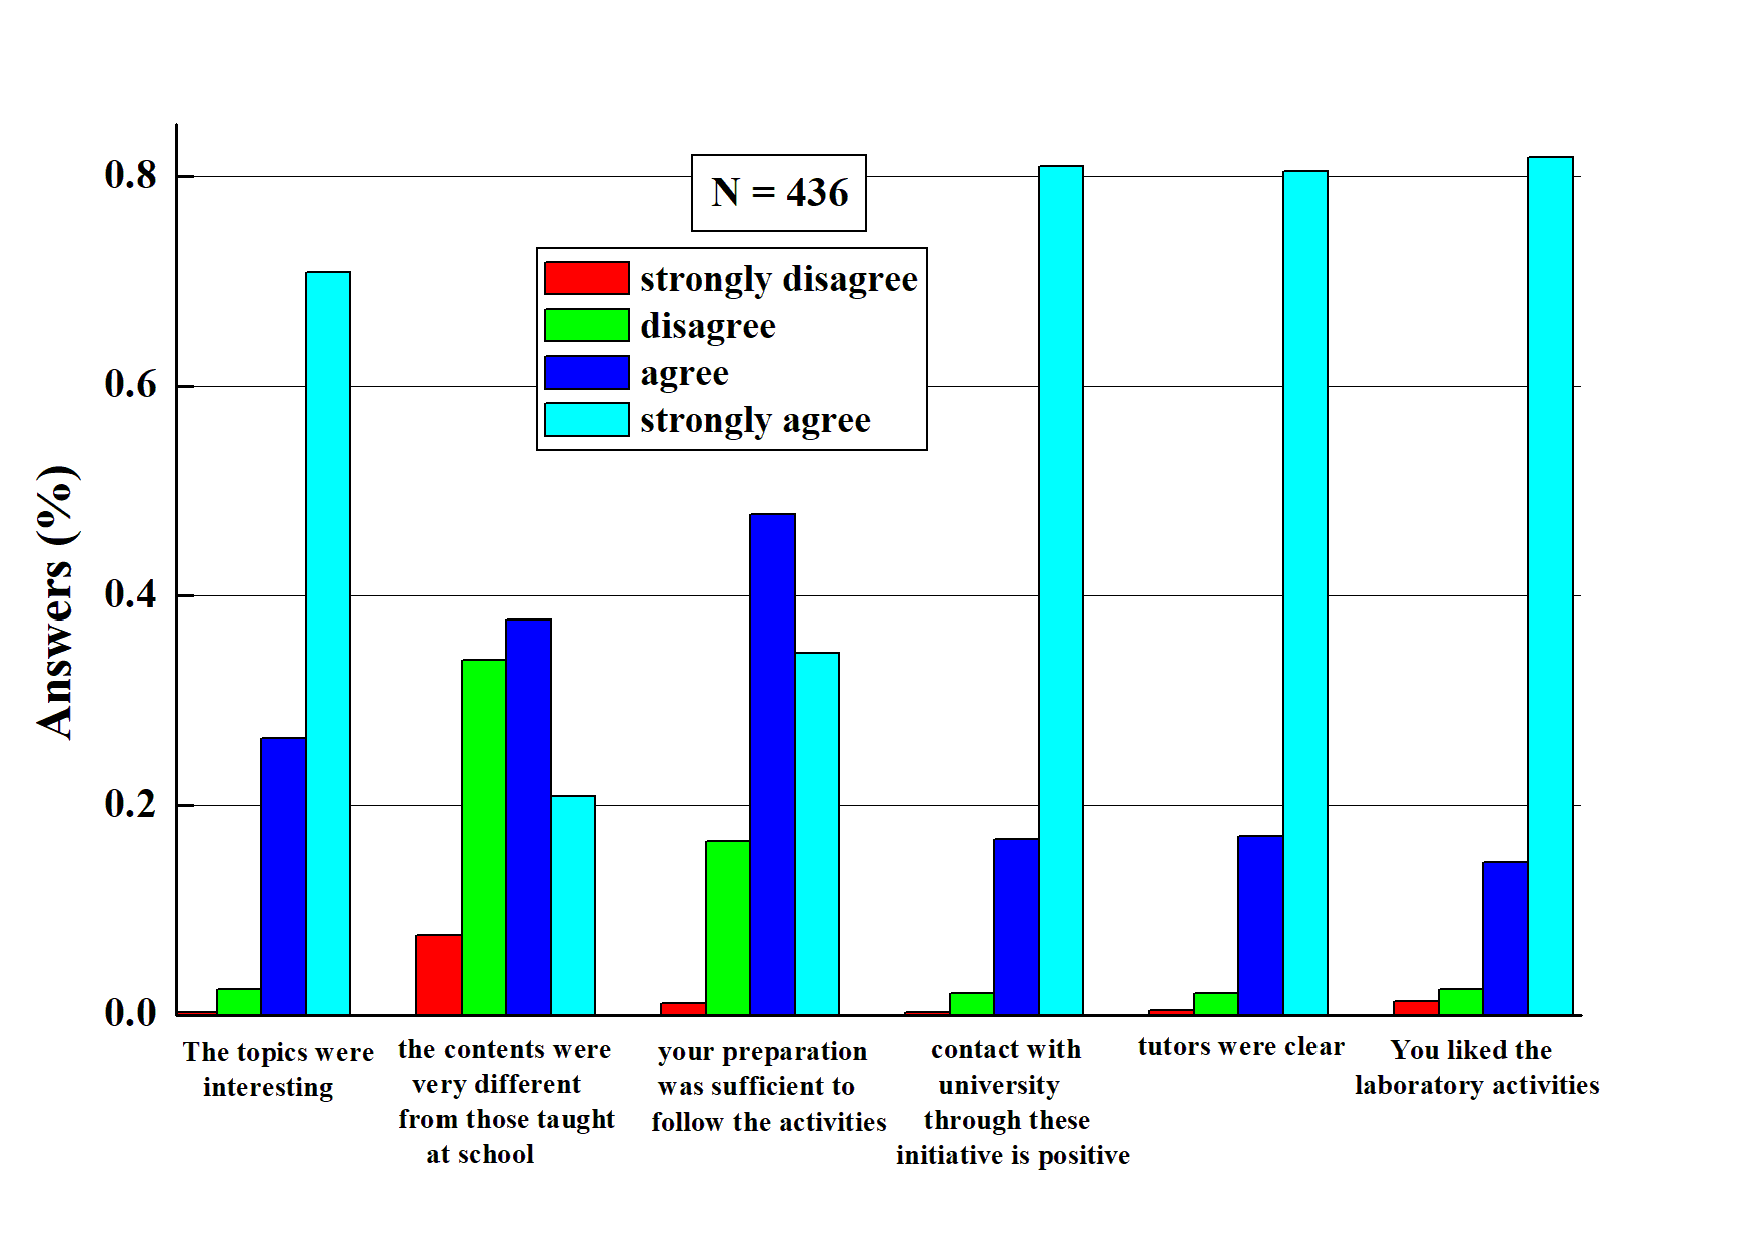 N = 436
strongly disagree
disagree
agree
strongly agree
Answers (%)
0.8
0.6
0.4
0.2
0.0
The topics were
interesting
the contents were
very different
from those taught
at school
your preparation
was sufficient to
follow the activities
contact with
university
through these
initiative is positive
tutors were clear
You liked the
laboratory activities